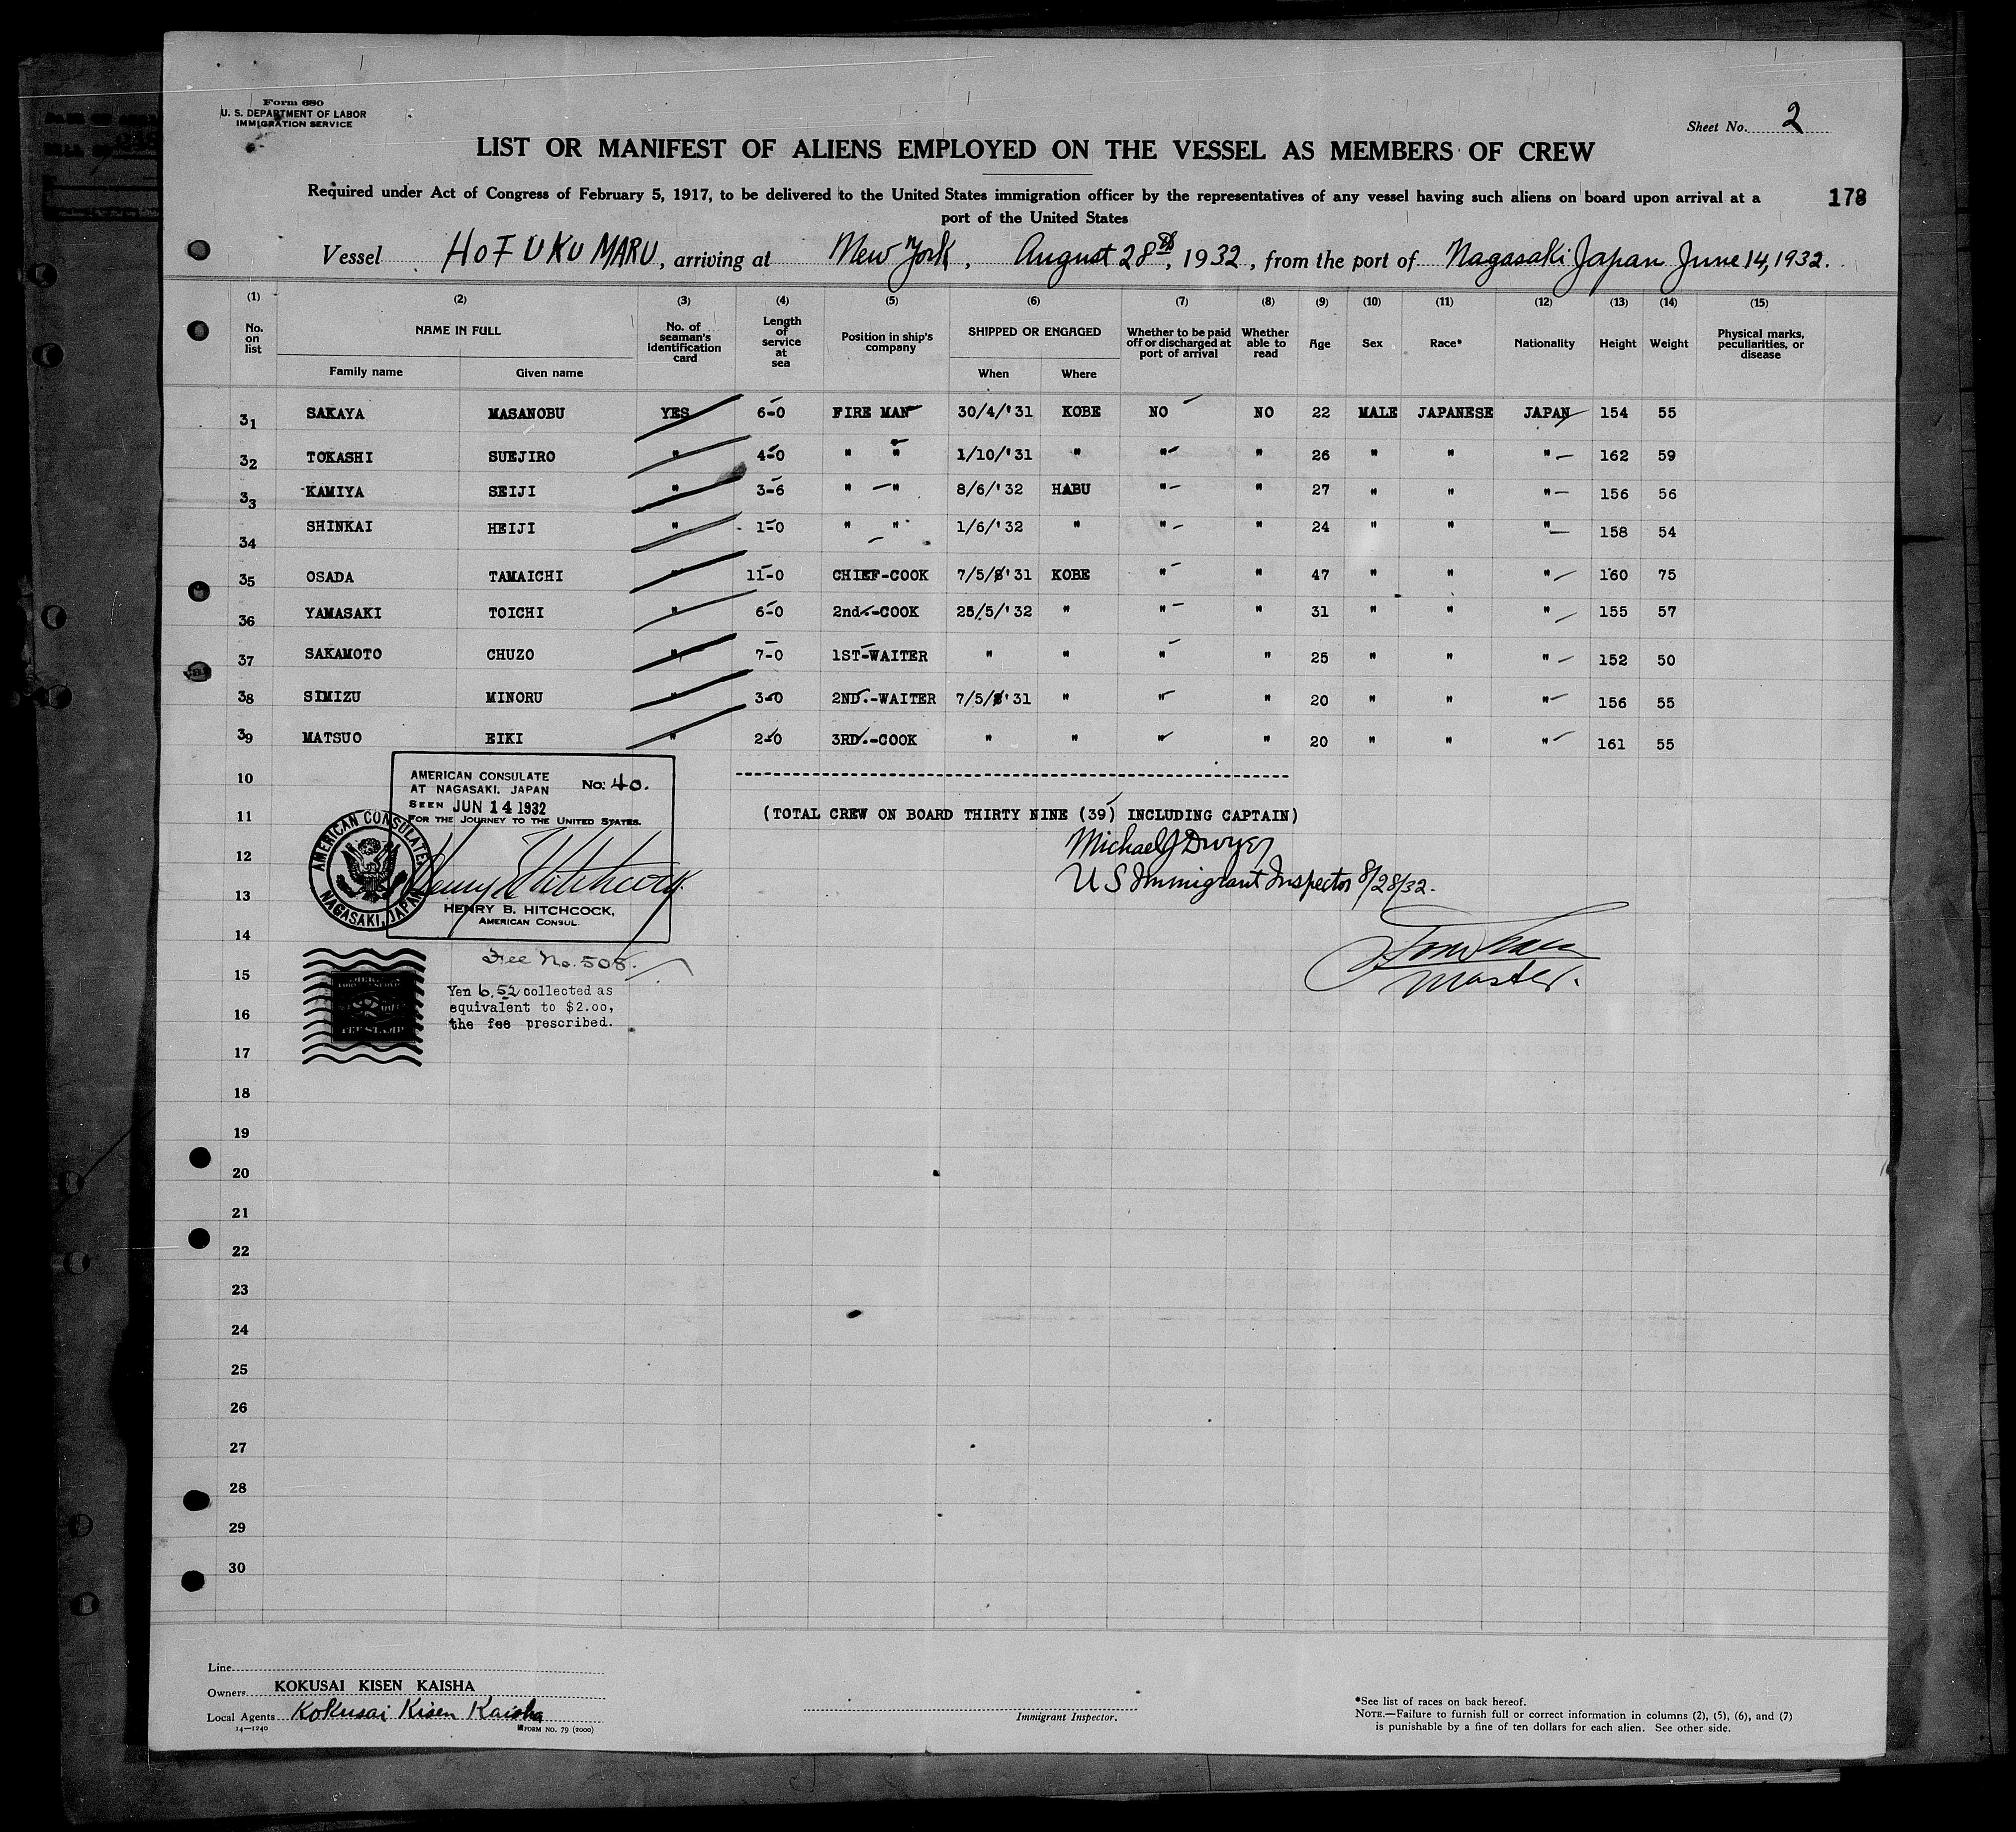 Form 680
U. S. DEPARTMENT OF LABOR
IMMIGRATION SERVICE
Sheet No. 2
LIST OR MANIFEST OF ALIENS EMPLOYED ON THE VESSEL AS MEMBERS OF CREW
Required under Act of Congress of February 5, 1917, to be delivered to the United States immigration officer by the representatives of any vessel having such aliens on board upon arrival at a
port of the United States
178
Vessel HOFUKU MARU, arriving at New York, August 28th, 1932, from the port of Nagasaki Japan June 14, 1932.
(1) (2) (3) (4) (5) (6) (7) (8) (9) (10) (11) (12) (13) (14) (15)
No. on list NAME IN FULL No. of seaman's identification card Length of service at sea Position in ship's company SHIPPED OR ENGAGED Whether to be paid off or discharged at port of arrival Whether able to read Age Sex Race* Nationality Height Weight Physical marks, peculiarities, or disease
Family name Given name When Where
31 SAKAYA MASANOBU YES 6-0 FIRE MAN 30/4/'31 KOBE NO NO 22 MALE JAPANESE JAPAN 154 55
32 TOKASHI SUEJIRO " 4-0 " " 1/10/'31 " " " 26 " " " 162 59
33 KAMIYA SEIJI " 3-6 " " 8/6/'32 HABU " " 27 " " " 156 56
34 SHINKAI HEIJI " 1-0 " " 1/6/'32 " " " 24 " " " 158 54
35 OSADA TAMAICHI " 11-0 CHIEF-COOK 7/5/'31 KOBE " " 47 " " " 160 75
36 YAMASAKI TOICHI " 6-0 2nd.-COOK 25/5/'32 " " " 31 " " " 155 57
37 SAKAMOTO CHUZO " 7-0 1ST-WAITER " " " " 25 " " " 152 50
38 SIMIZU MINORU " 3-0 2ND.-WAITER 7/5/'31 " " " 20 " " " 156 55
39 MATSUO EIKI " 2-0 3RD.-COOK " " " " 20 " " " 161 55
10
AMERICAN CONSULATE
AT NAGASAKI, JAPAN No: 40.
SEEN JUN 14 1932
FOR THE JOURNEY TO THE UNITED STATES.
11 (TOTAL CREW ON BOARD THIRTY NINE (39) INCLUDING CAPTAIN)
AMERICAN CONSULATE NAGASAKI, JAPAN
12 Michael J Dwyer
Henry B Hitchcock
13 U S Immigrant Inspector 8/28/32.
HENRY B. HITCHCOCK,
AMERICAN CONSUL.
14
Fee No. 508.
Master.
15
Yen 6.52 collected as
equivalent to $2.00,
the fee prescribed.
FEE STAMP
16
17
18
19
20
21
22
23
24
25
26
27
28
29
30
Line
Owners KOKUSAI KISEN KAISHA
Local Agents Kokusai Kisen Kaisha
14—1240
FORM NO. 79 (2000)
Immigrant Inspector.
*See list of races on back hereof.
NOTE.—Failure to furnish full or correct information in columns (2), (5), (6), and (7)
is punishable by a fine of ten dollars for each alien. See other side.